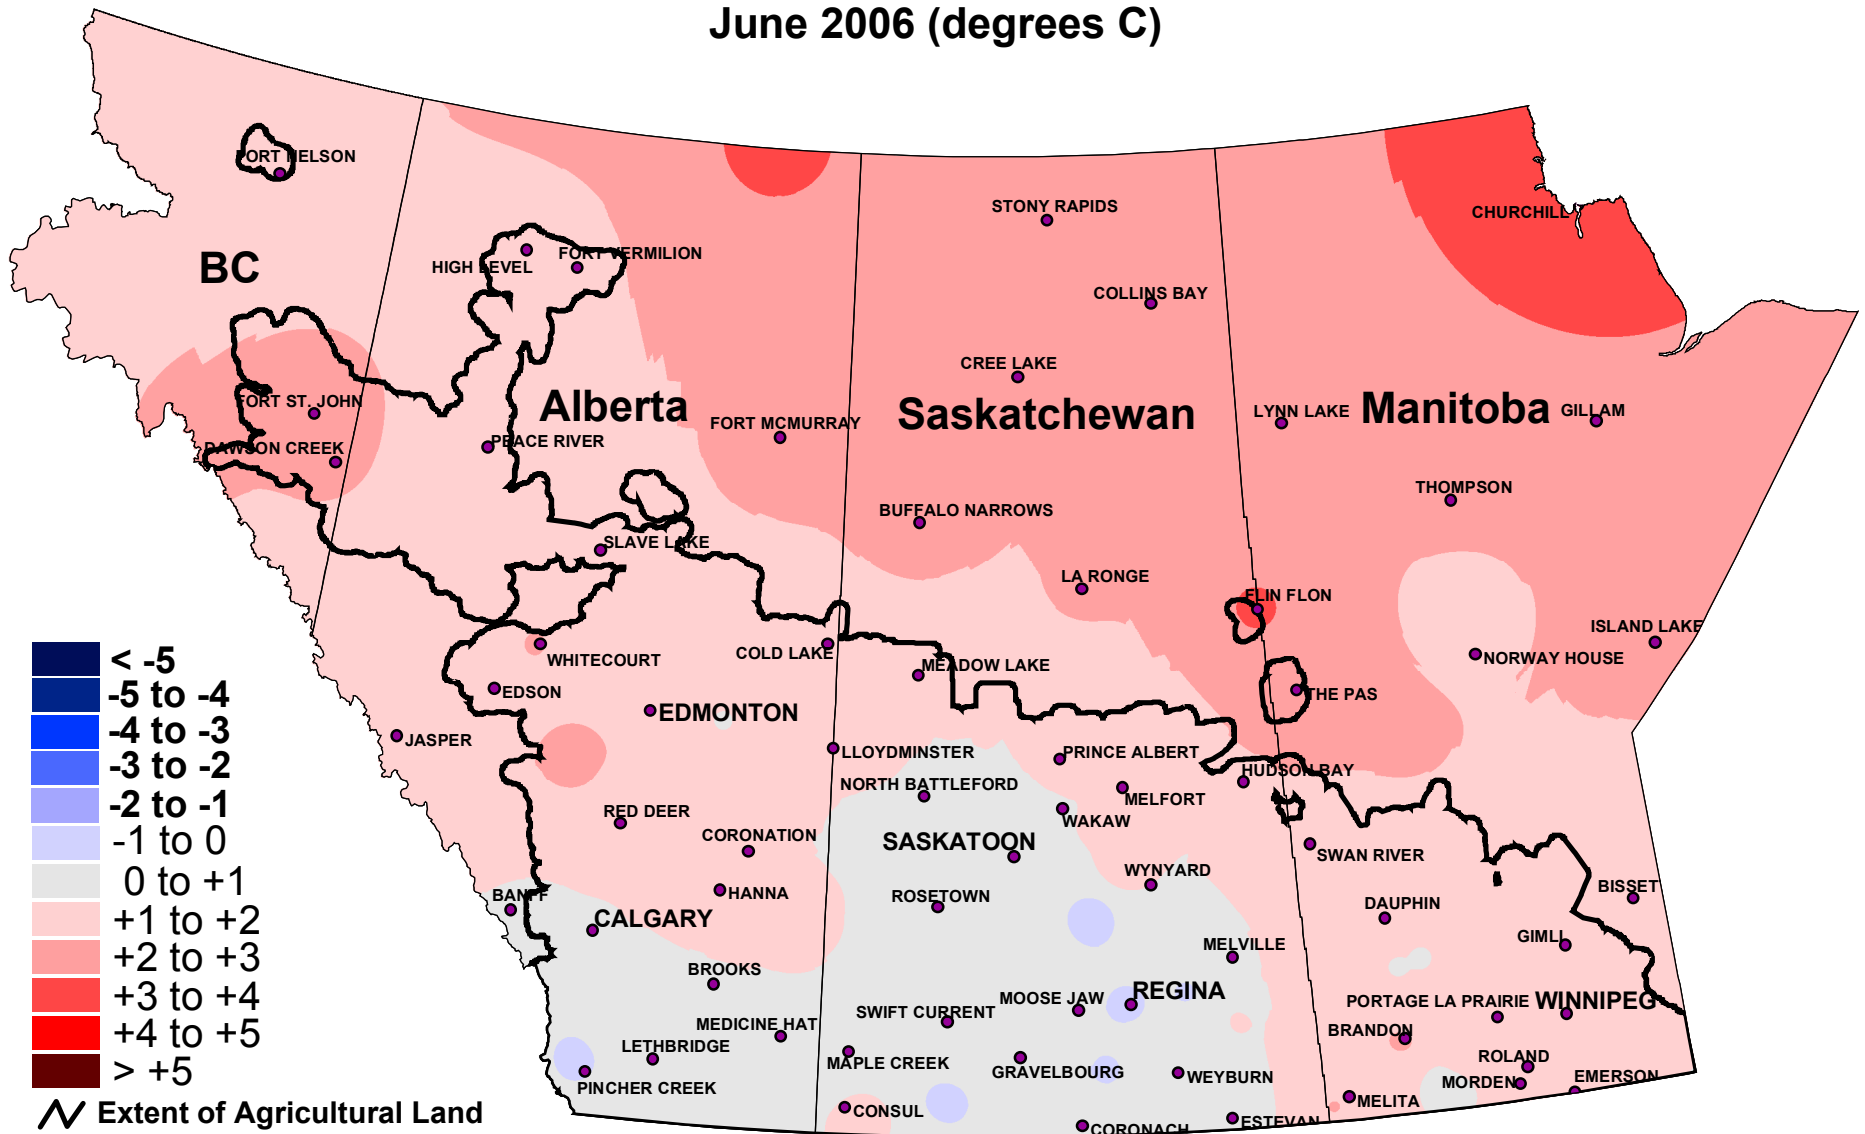 June 2006 (degrees C)
FORT NELSON
STONY RAPIDS
CHURCHILL
BC
HIGH LEVEL
FORT VERMILION
COLLINS BAY
CREE LAKE
FORT ST. JOHN
Alberta
Saskatchewan
Manitoba
LYNN LAKE
GILLAM
FORT MCMURRAY
DAWSON CREEK
PEACE RIVER
THOMPSON
BUFFALO NARROWS
SLAVE LAKE
LA RONGE
FLIN FLON
ISLAND LAKE
WHITECOURT
COLD LAKE
MEADOW LAKE
NORWAY HOUSE
EDSON
THE PAS
EDMONTON
JASPER
LLOYDMINSTER
PRINCE ALBERT
HUDSON BAY
NORTH BATTLEFORD
MELFORT
RED DEER
WAKAW
CORONATION
SASKATOON
SWAN RIVER
WYNYARD
BISSET
BANFF
HANNA
ROSETOWN
DAUPHIN
CALGARY
GIMLI
MELVILLE
BROOKS
REGINA
MOOSE JAW
PORTAGE LA PRAIRIE
WINNIPEG
SWIFT CURRENT
MEDICINE HAT
BRANDON
LETHBRIDGE
MAPLE CREEK
GRAVELBOURG
ROLAND
WEYBURN
MORDEN
EMERSON
PINCHER CREEK
MELITA
CONSUL
ESTEVAN
CORONACH
< -5
-5 to -4
-4 to -3
-3 to -2
-2 to -1
-1 to 0
0 to +1
+1 to +2
+2 to +3
+3 to +4
+4 to +5
> +5
Extent of Agricultural Land